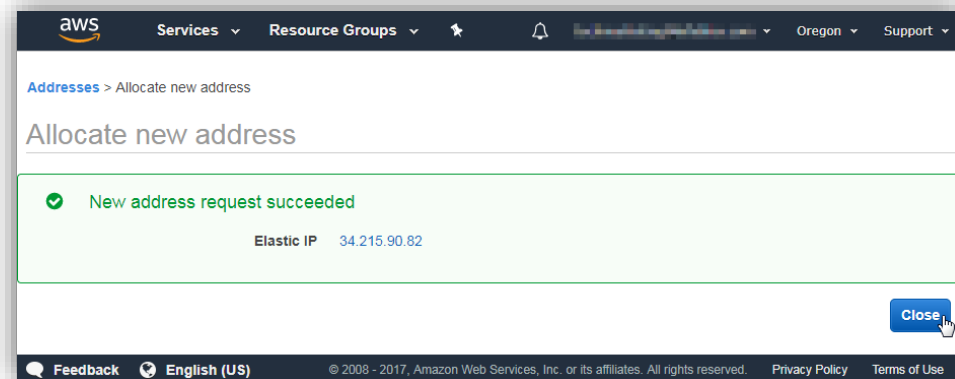 aws Services Resource Groups Oregon Support
Addresses > Allocate new address
Allocate new address
New address request succeeded
Elastic IP 34.215.90.82
Close
Feedback English (US) © 2008 - 2017, Amazon Web Services, Inc. or its affiliates. All rights reserved. Privacy Policy Terms of Use